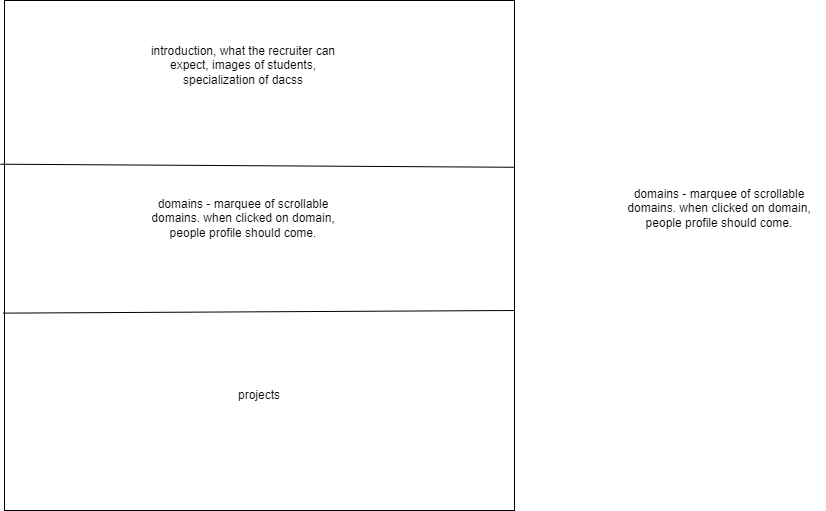 introduction, what the recruiter can
expect, images of students,
specialization of dacss
domains - marquee of scrollable
domains. when clicked on domain,
people profile should come.
domains - marquee of scrollable
domains. when clicked on domain,
people profile should come.
projects